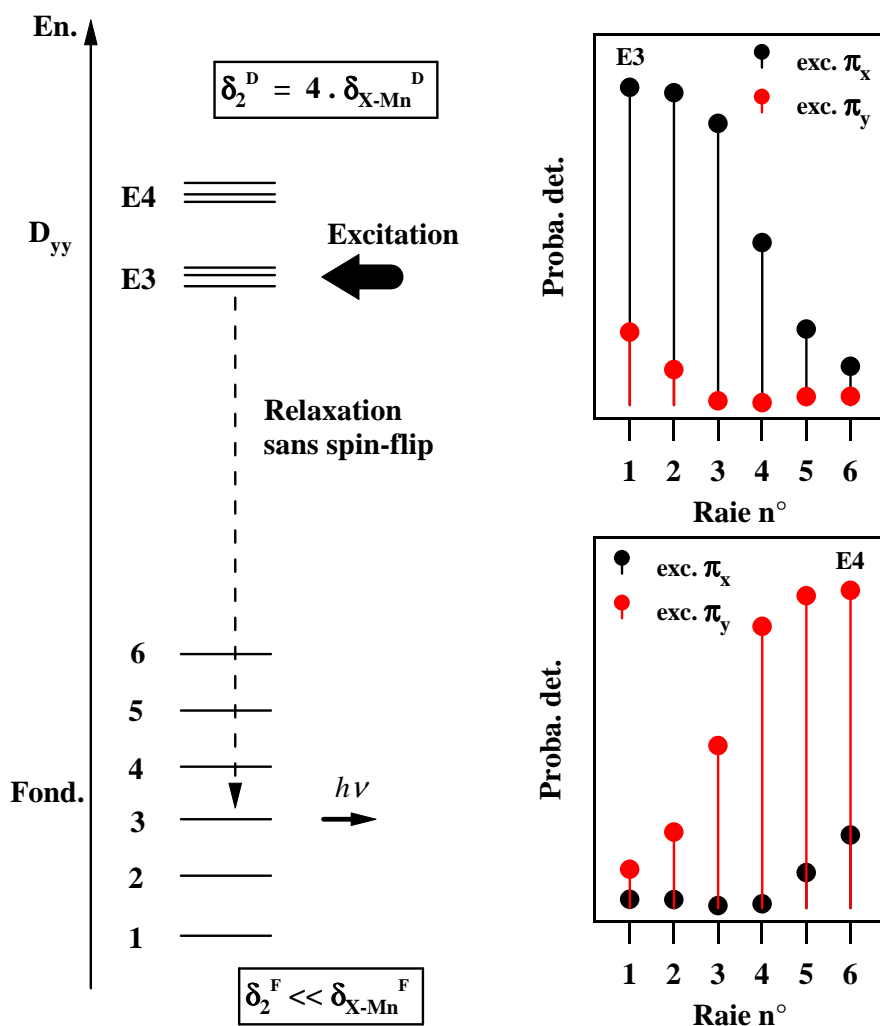 En.
δ₂ᴰ = 4 . δX-Mnᴰ
E4
Dyy
Excitation
E3
Relaxation
sans spin-flip
6
5
4
Fond.
3
hν
2
1
δ₂ᶠ << δX-Mnᶠ
E3
exc. πx
exc. πy
Proba. det.
1 2 3 4 5 6
Raie n°
exc. πx
E4
exc. πy
Proba. det.
1 2 3 4 5 6
Raie n°